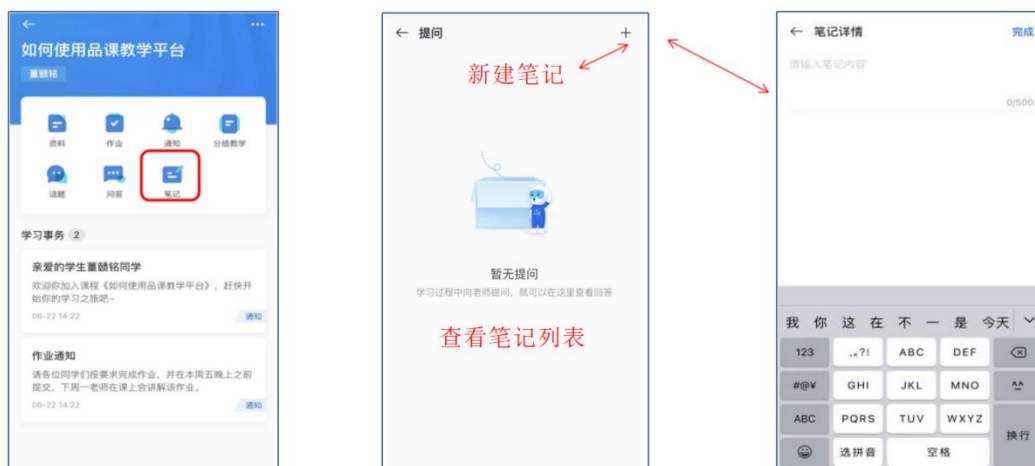 如何使用品课教学平台
董赜铭
资料 作业 通知 分组教学
话题 问答 笔记
学习事务 2
亲爱的学生董赜铭同学
欢迎你加入课程《如何使用品课教学平台》,赶快开
始你的学习之旅吧~
06-22 14:22 通知
作业通知
请各位同学们按要求完成作业,并在本周五晚上之前
提交,下周一老师在课上会讲解该作业。
06-22 14:22 通知
← 提问 +
新建笔记
暂无提问
学习过程中向老师提问,就可以在这里查看回答
查看笔记列表
← 笔记详情 完成
请输入笔记内容
0/500
我 你 这 在 不 一 是 今天
123 ,。?! ABC DEF
#@¥ GHI JKL MNO ^^
ABC PQRS TUV WXYZ 换行
选拼音 空格